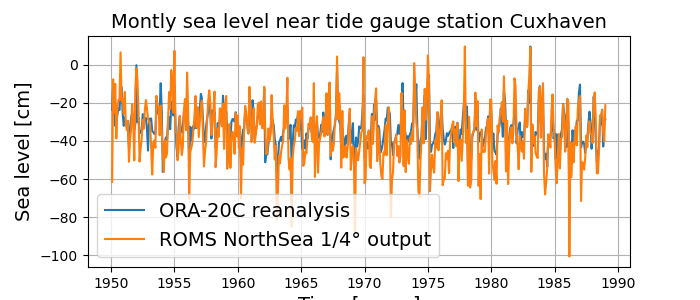 Montly sea level near tide gauge station Cuxhaven
Sea level [cm]
0
−20
−40
−60
−80
−100
ORA-20C reanalysis
ROMS NorthSea 1/4° output
1950 1955 1960 1965 1970 1975 1980 1985 1990